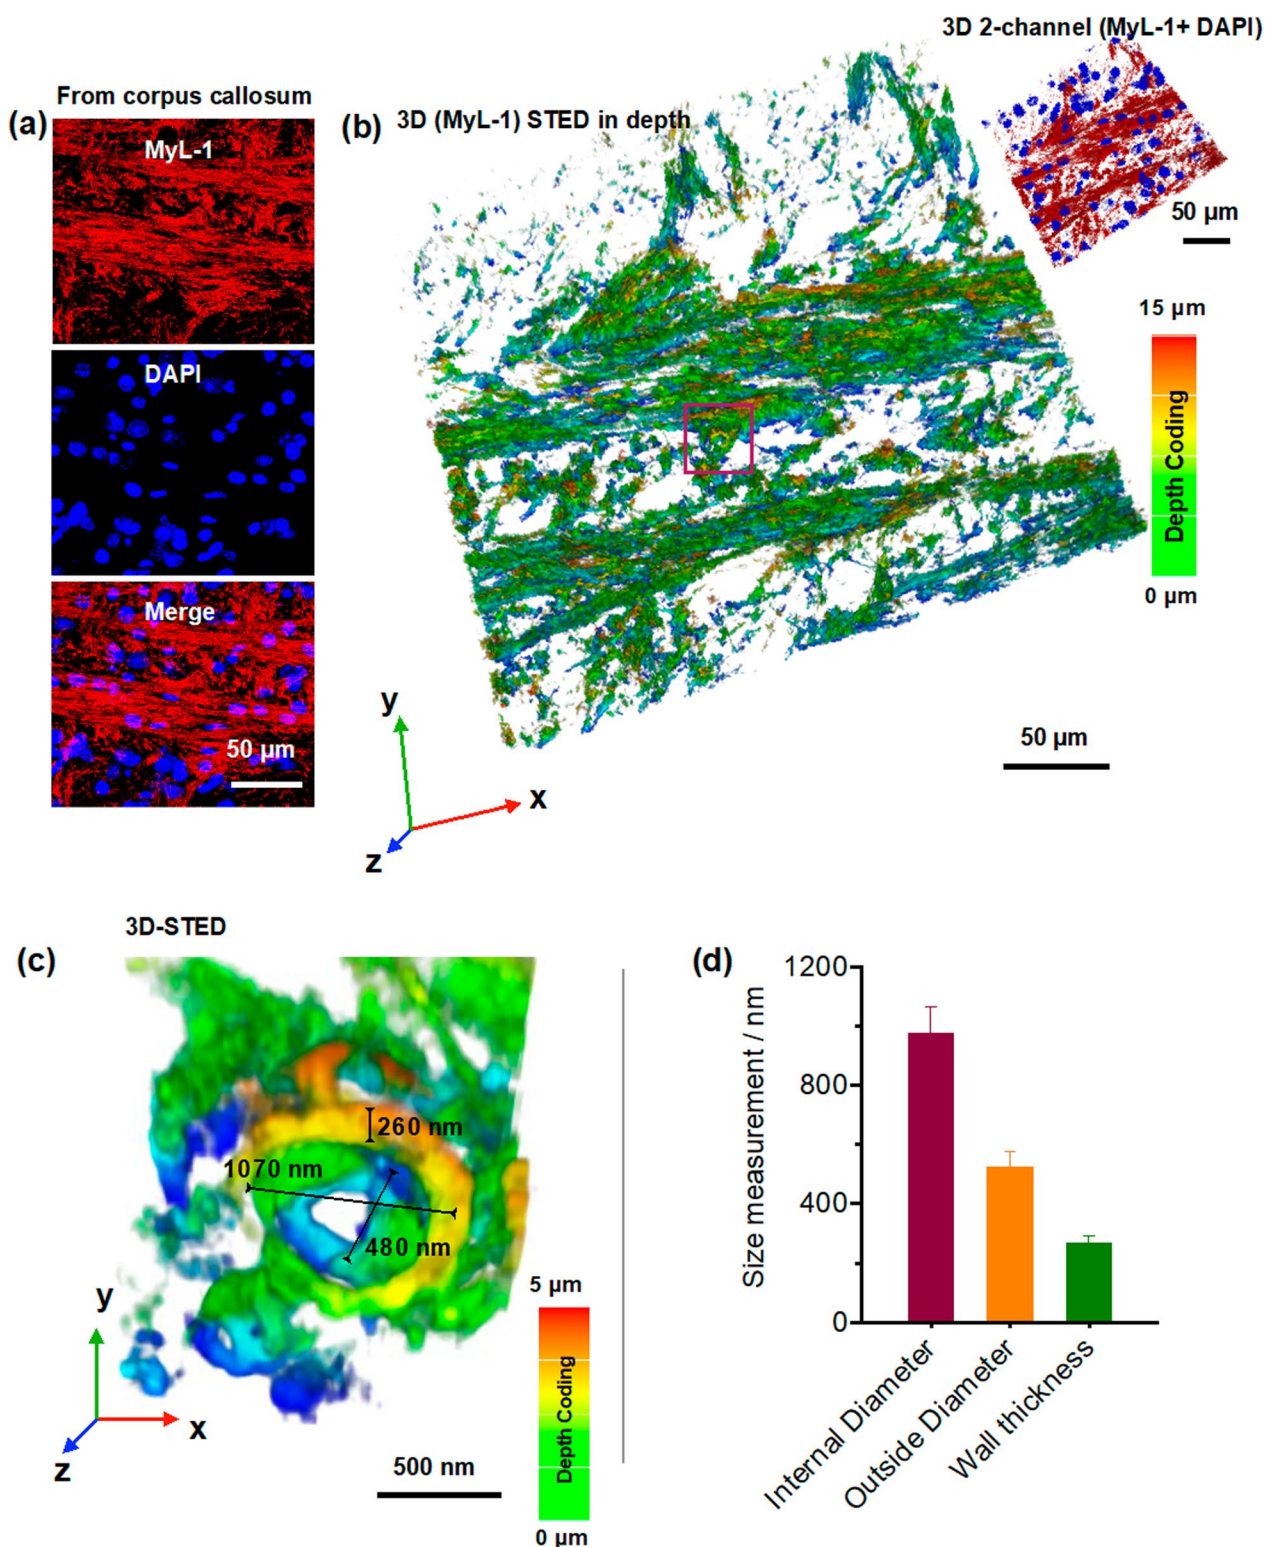 (a)
From corpus callosum
MyL-1
DAPI
Merge
50 µm
(b)
3D (MyL-1) STED in depth
3D 2-channel (MyL-1+ DAPI)
50 µm
15 µm
Depth Coding
0 µm
50 µm
y
x
z
(c)
3D-STED
260 nm
1070 nm
480 nm
5 µm
Depth Coding
0 µm
y
x
z
500 nm
(d)
Size measurement / nm
1200
800
400
0
Internal Diameter
Outside Diameter
Wall thickness